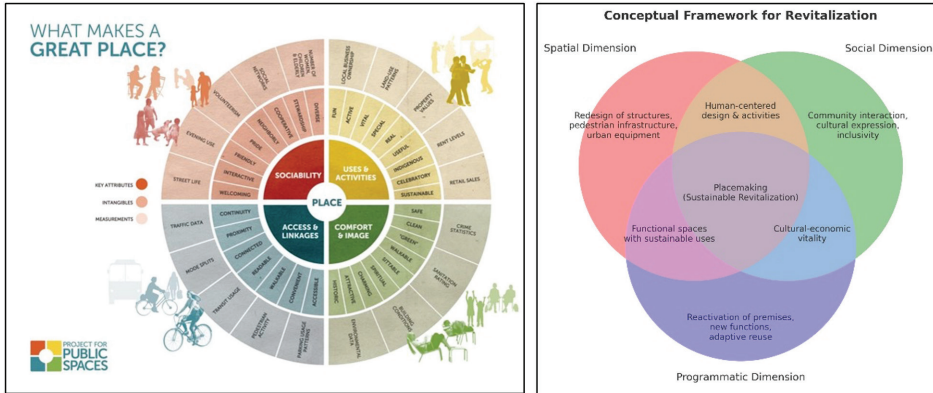 WHAT MAKES A
GREAT PLACE?
KEY ATTRIBUTES
INTANGIBLES
MEASUREMENTS
PLACE
SOCIABILITY
USES &
ACTIVITIES
ACCESS &
LINKAGES
COMFORT
& IMAGE
WELCOMING
INTERACTIVE
FRIENDLY
PRIDE
NEIGHBORLY
COOPERATIVE
STEWARDSHIP
DIVERSE
STREET LIFE
EVENING USE
VOLUNTEERISM
SOCIAL
NETWORKS
NUMBER OF
WOMEN,
CHILDREN
& ELDERLY
FUN
ACTIVE
VITAL
SPECIAL
REAL
USEFUL
INDIGENOUS
CELEBRATORY
SUSTAINABLE
LOCAL BUSINESS
OWNERSHIP
LAND-USE
PATTERNS
PROPERTY
VALUES
RENT LEVELS
RETAIL SALES
SAFE
CLEAN
"GREEN"
WALKABLE
SITTABLE
SPIRITUAL
CHARMING
ATTRACTIVE
HISTORIC
CRIME
STATISTICS
SANITATION
RATING
BUILDING
CONDITIONS
ENVIRONMENTAL
DATA
CONTINUITY
PROXIMITY
CONNECTED
READABLE
WALKABLE
CONVENIENT
ACCESSIBLE
TRAFFIC DATA
MODE SPLITS
TRANSIT USAGE
PEDESTRIAN
ACTIVITY
PARKING USAGE
PATTERNS
PROJECT FOR
PUBLIC
SPACES
Conceptual Framework for Revitalization
Spatial Dimension
Social Dimension
Redesign of structures,
pedestrian infrastructure,
urban equipment
Human-centered
design & activities
Community interaction,
cultural expression,
inclusivity
Placemaking
(Sustainable Revitalization)
Functional spaces
with sustainable uses
Cultural-economic
vitality
Reactivation of premises,
new functions,
adaptive reuse
Programmatic Dimension